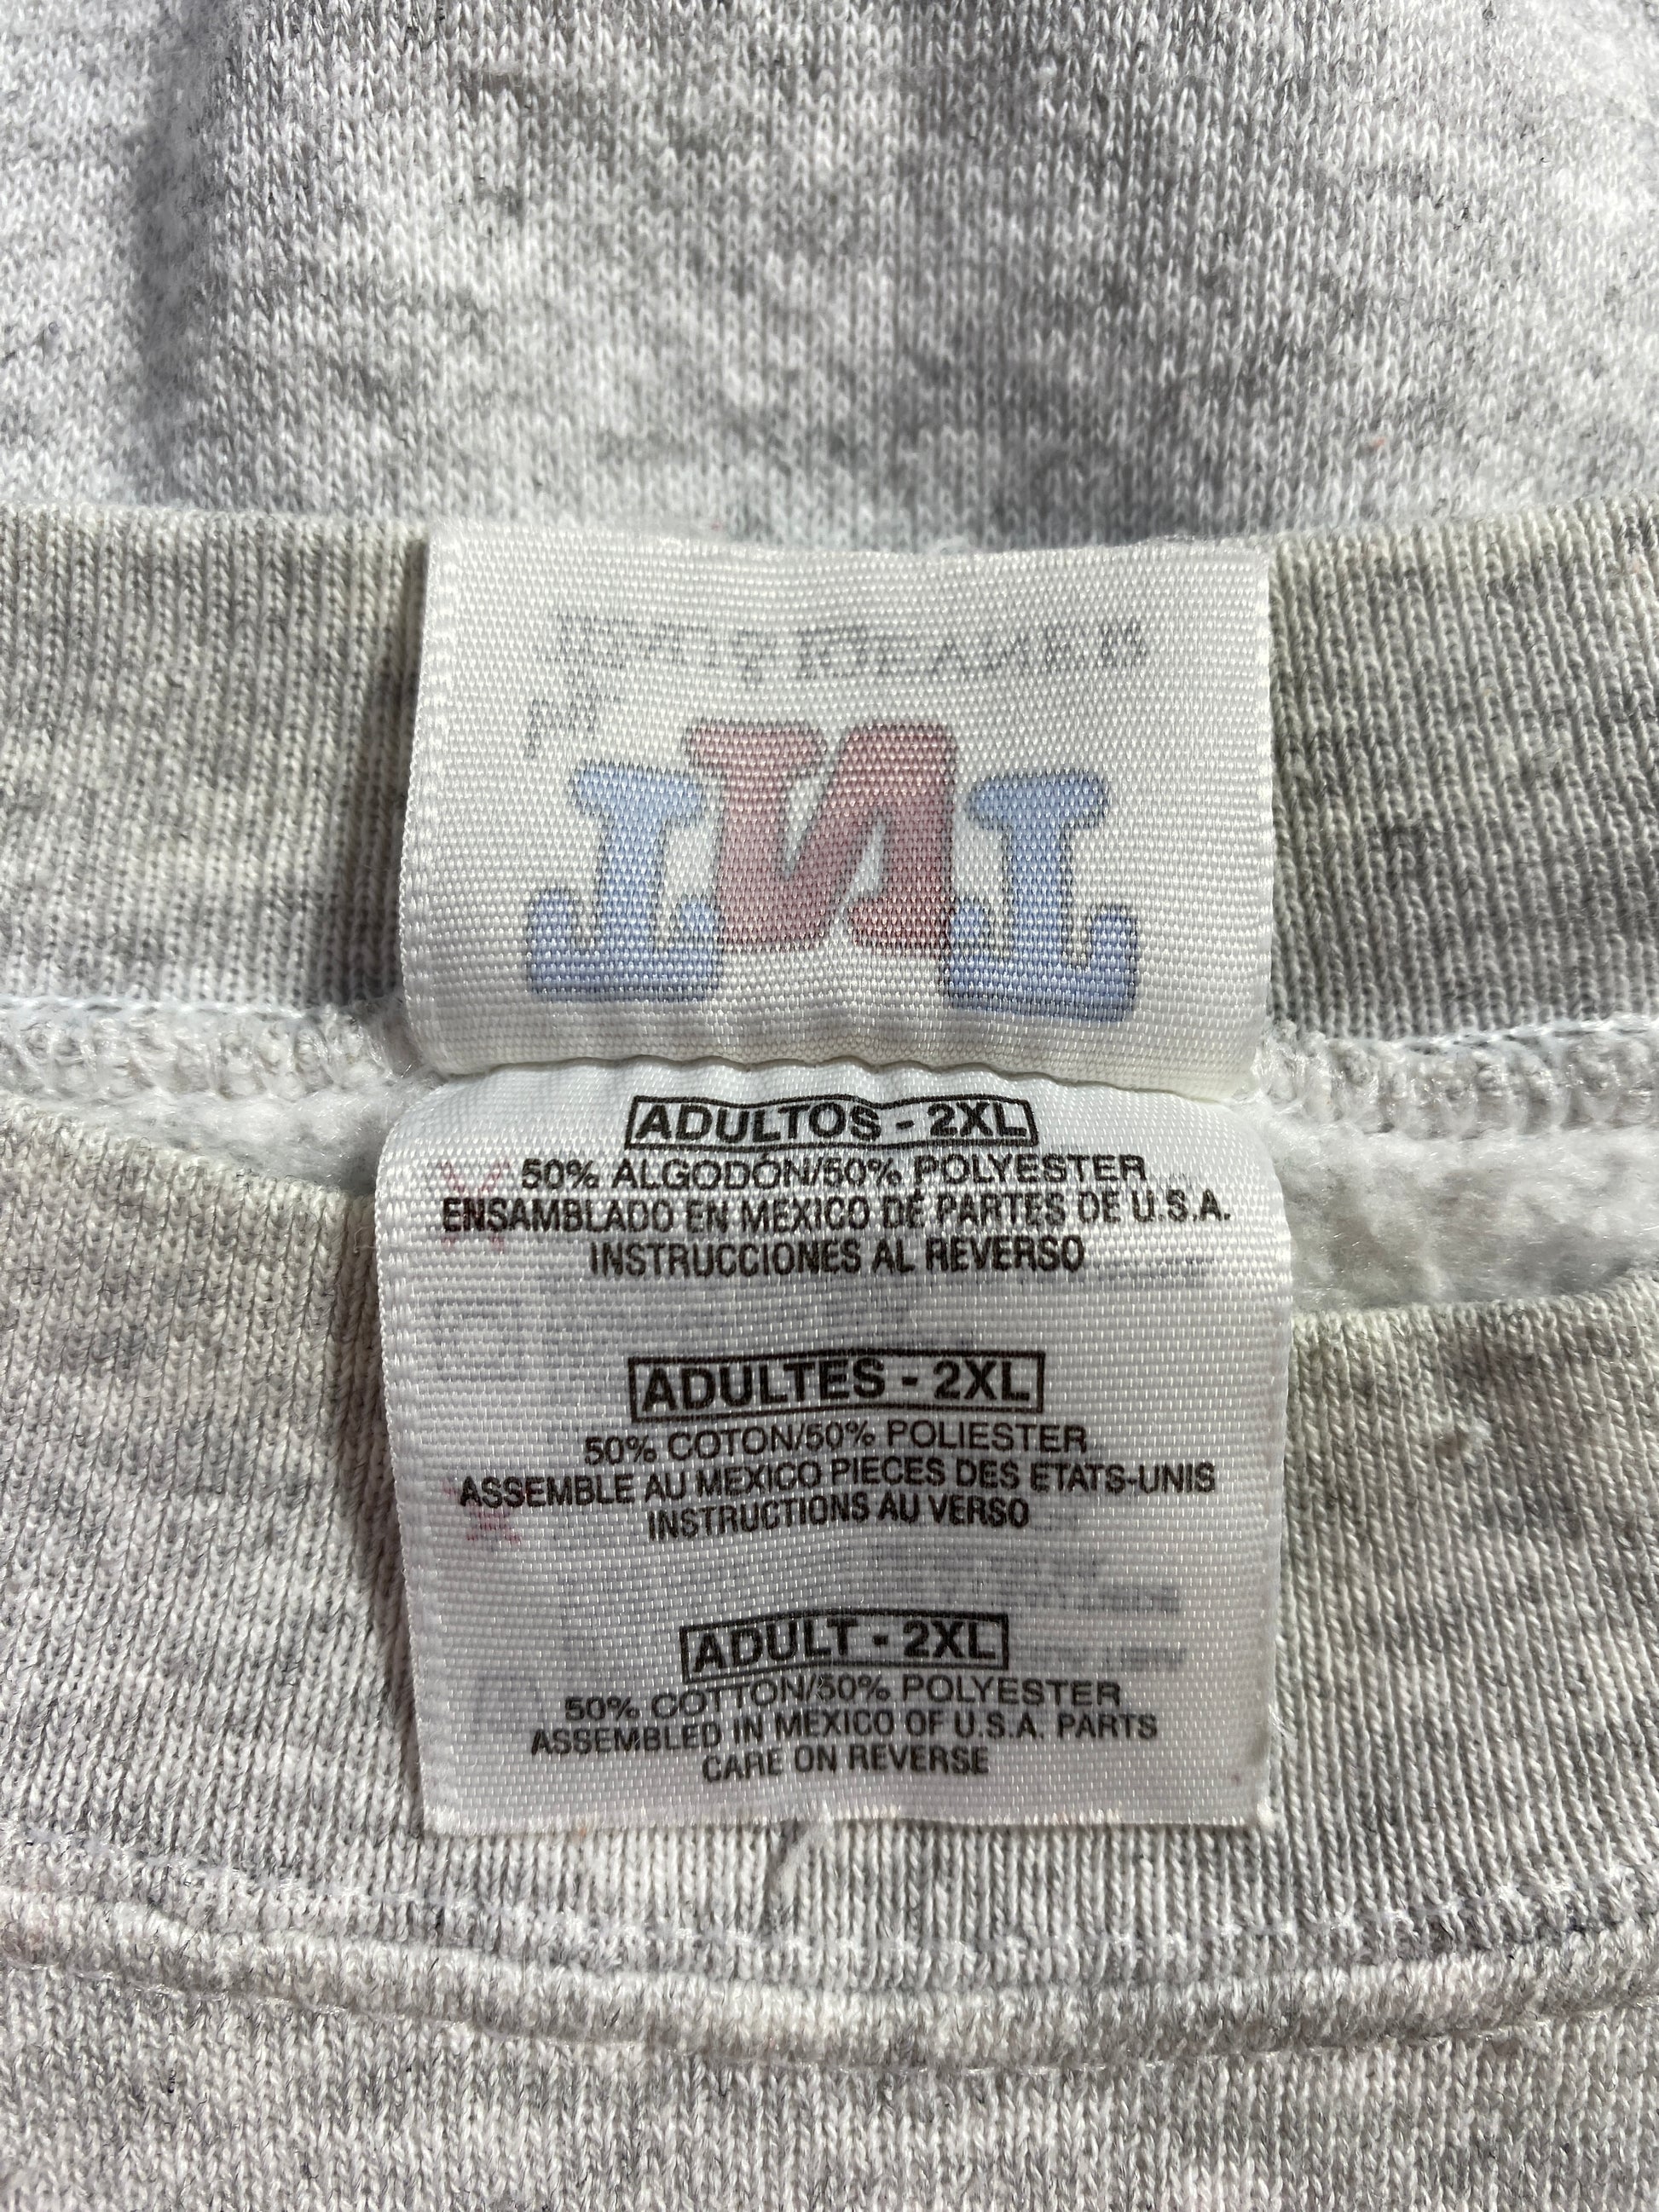 ADULTOS - 2XL
50% ALGODÓN/50% POLYESTER
ENSAMBLADO EN MEXICO DE PARTES DE U.S.A.
INSTRUCCIONES AL REVERSO
ADULTES - 2XL
50% COTON/50% POLIESTER
ASSEMBLE AU MEXICO PIECES DES ETATS-UNIS
INSTRUCTIONS AU VERSO
ADULT - 2XL
50% COTTON/50% POLYESTER
ASSEMBLED IN MEXICO OF U.S.A. PARTS
CARE ON REVERSE